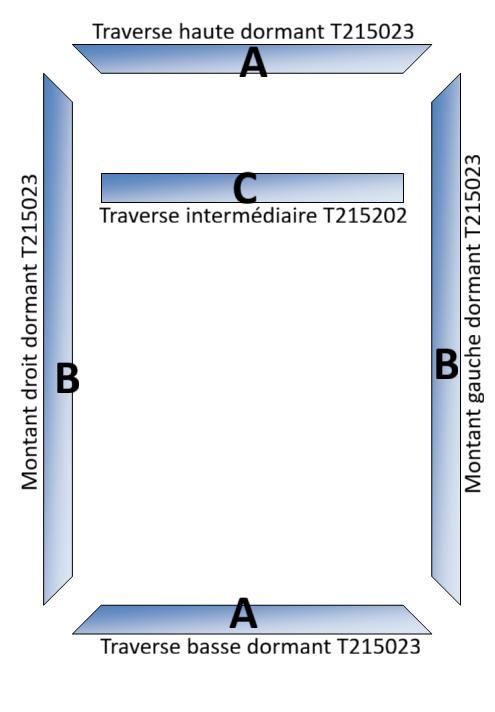 Traverse haute dormant T215023
A
C
Traverse intermédiaire T215202
Montant droit dormant T215023
B
B
Montant gauche dormant T215023
A
Traverse basse dormant T215023